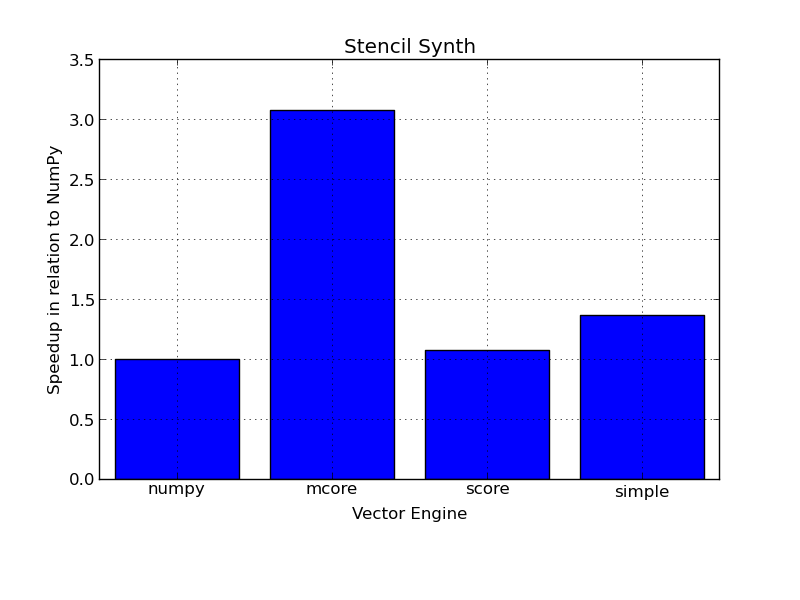 Stencil Synth
3.5
3.0
2.5
2.0
1.5
1.0
0.5
0.0
Speedup in relation to NumPy
numpy mcore score simple
Vector Engine